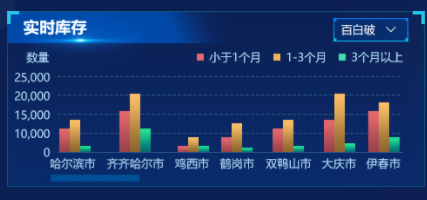 实时库存
百白破
数量
小于1个月 1-3个月 3个月以上
25,000
20,000
15,000
10,000
0
哈尔滨市 齐齐哈尔市 鸡西市 鹤岗市 双鸭山市 大庆市 伊春市